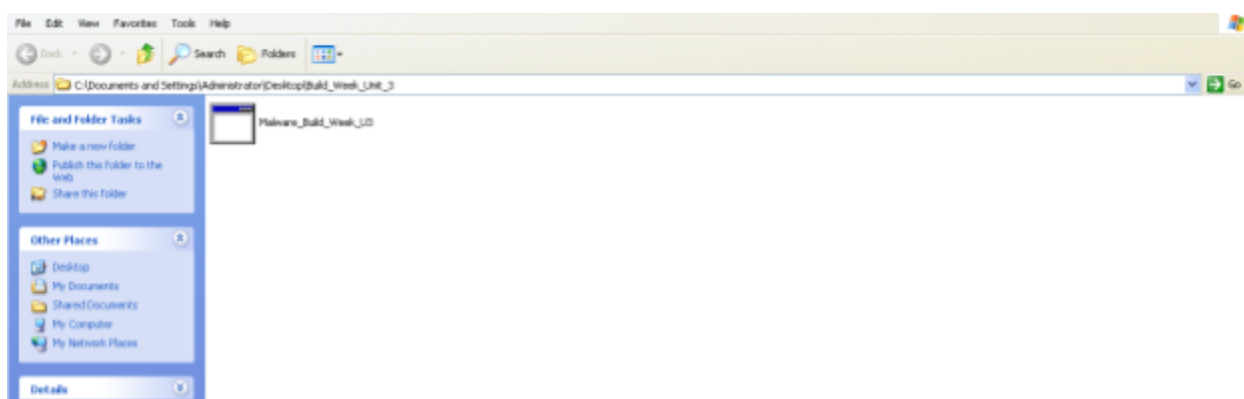 File Edit View Favorites Tools Help
Back Search Folders
Address C:\Documents and Settings\Administrator\Desktop\Build_Week_Unit_3 Go
File and Folder Tasks
Make a new folder
Publish this folder to the
Web
Share this folder
Malware_Build_Week_U3
Other Places
Desktop
My Documents
Shared Documents
My Computer
My Network Places
Details